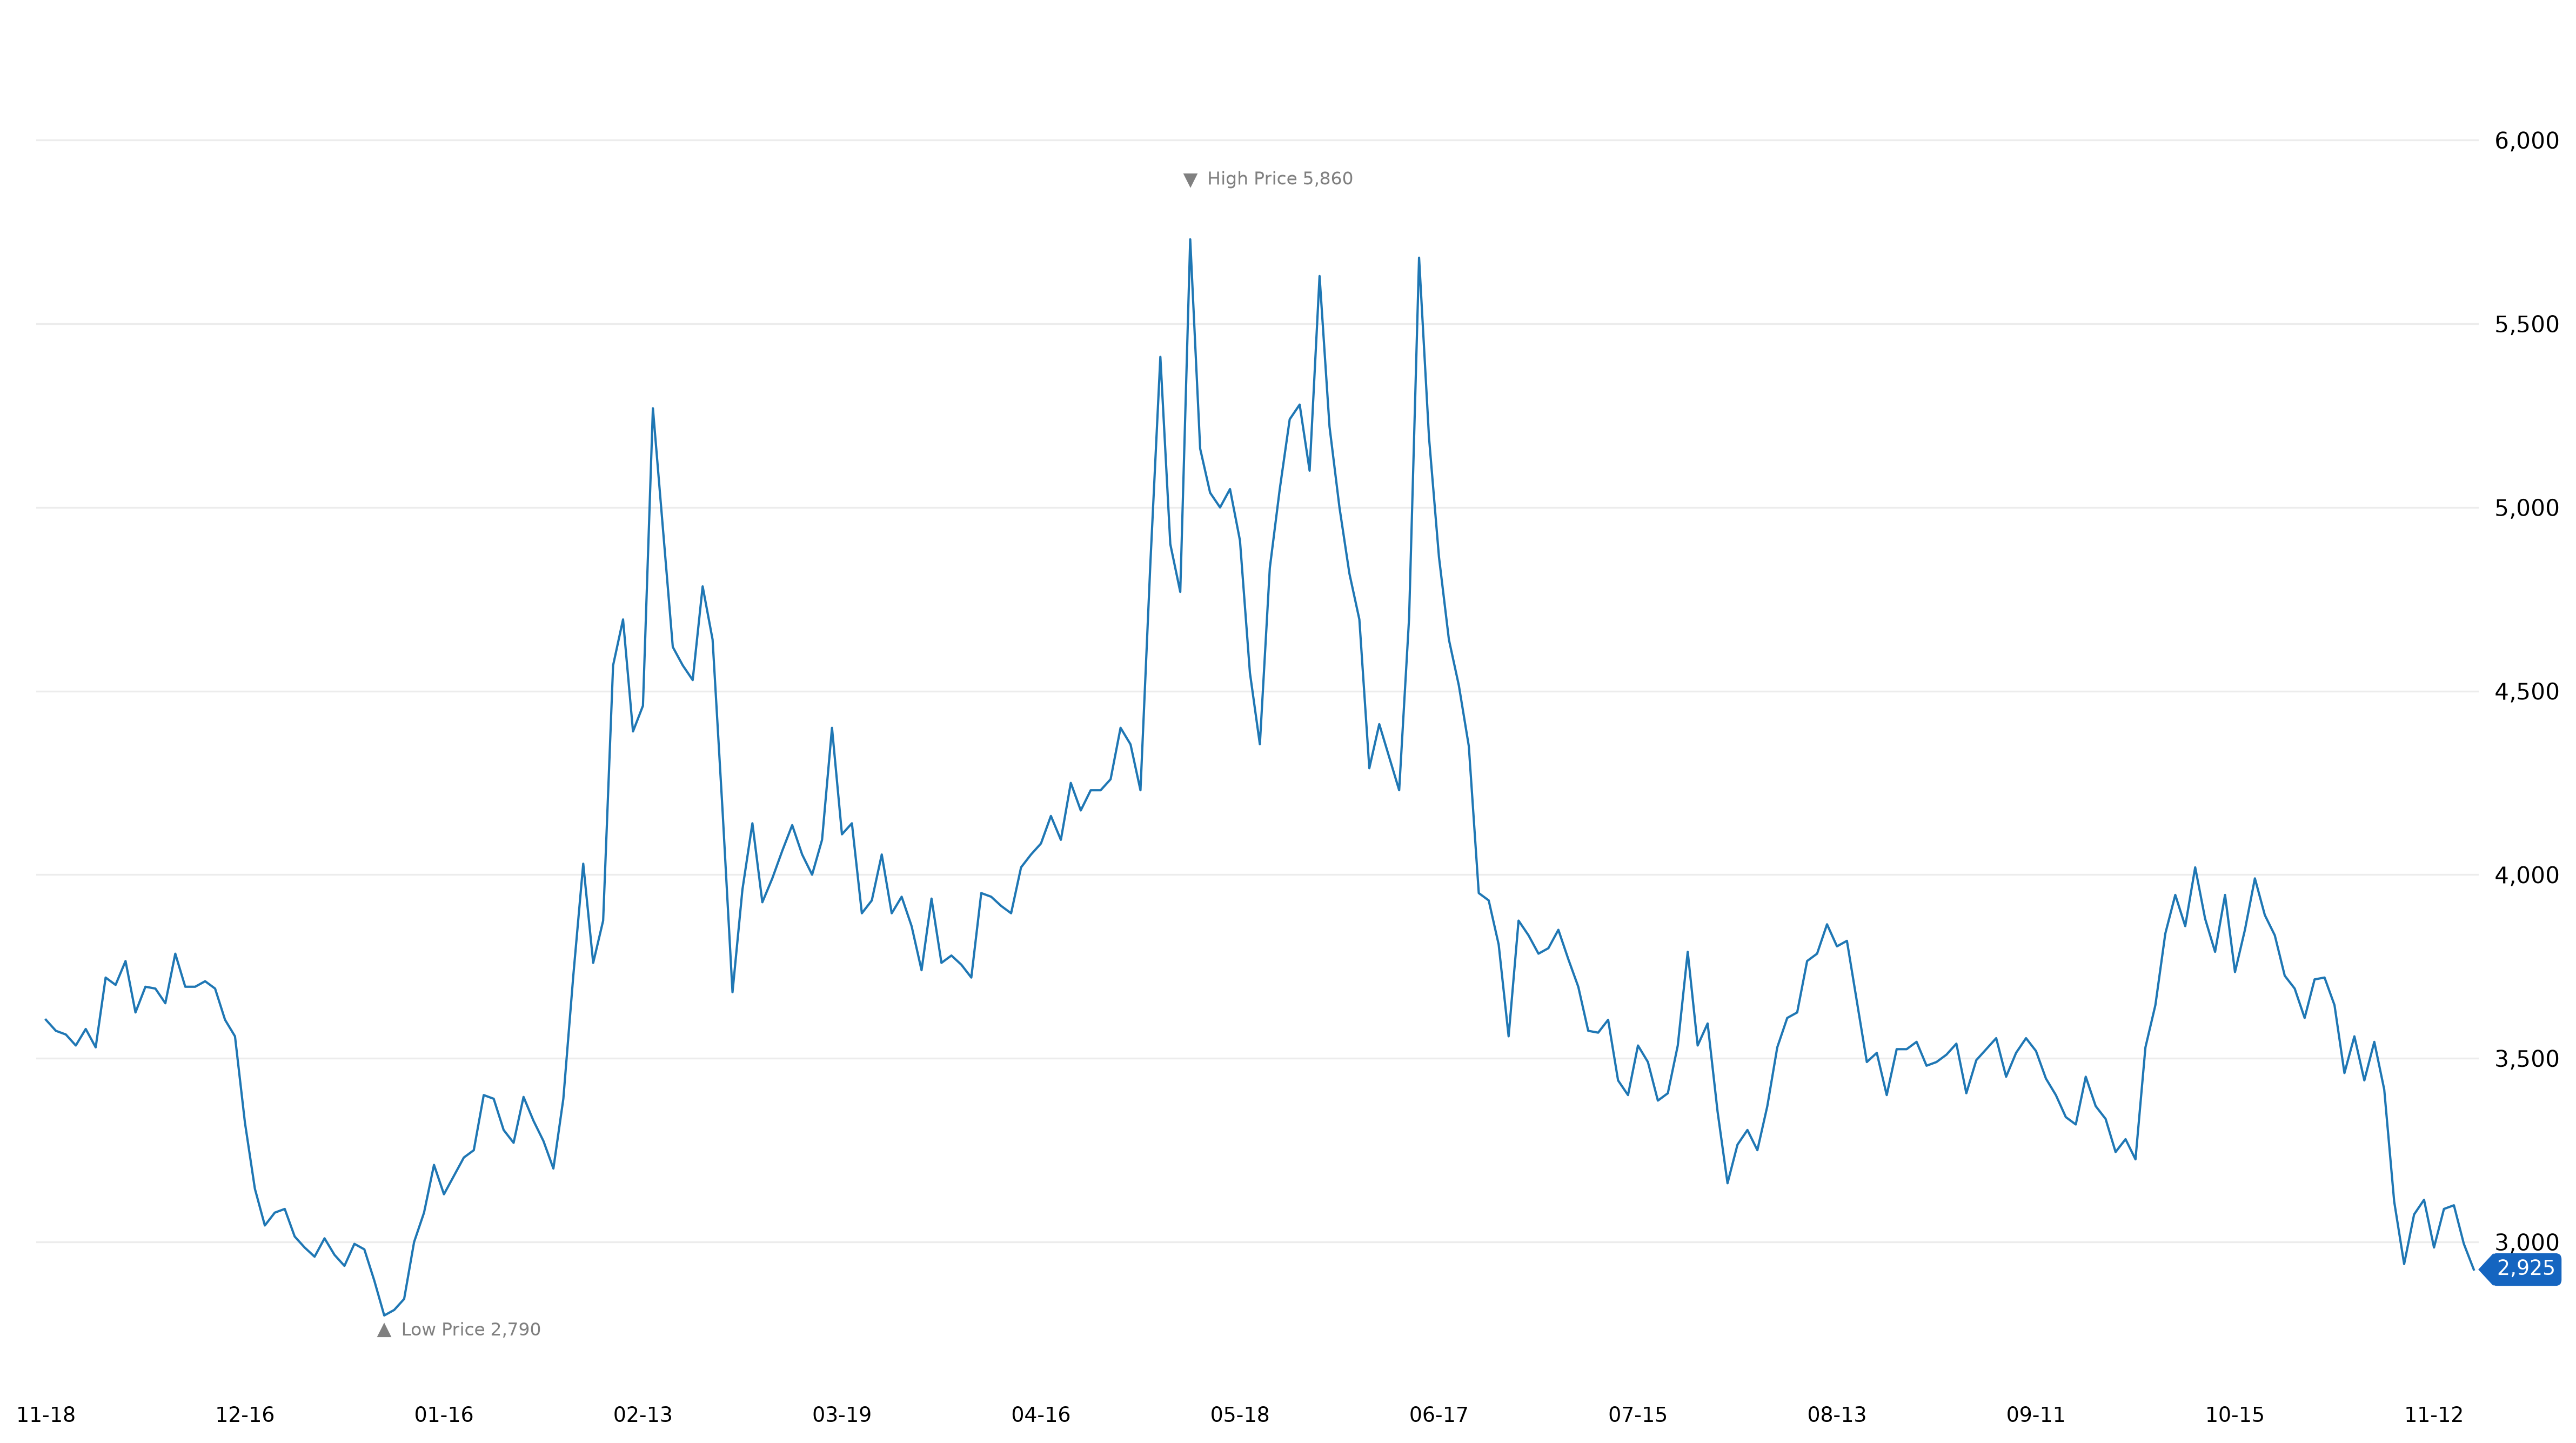 6,000
▼ High Price 5,860
5,500
5,000
4,500
4,000
3,500
3,000
2,925
▲ Low Price 2,790
11-18 12-16 01-16 02-13 03-19 04-16 05-18 06-17 07-15 08-13 09-11 10-15 11-12